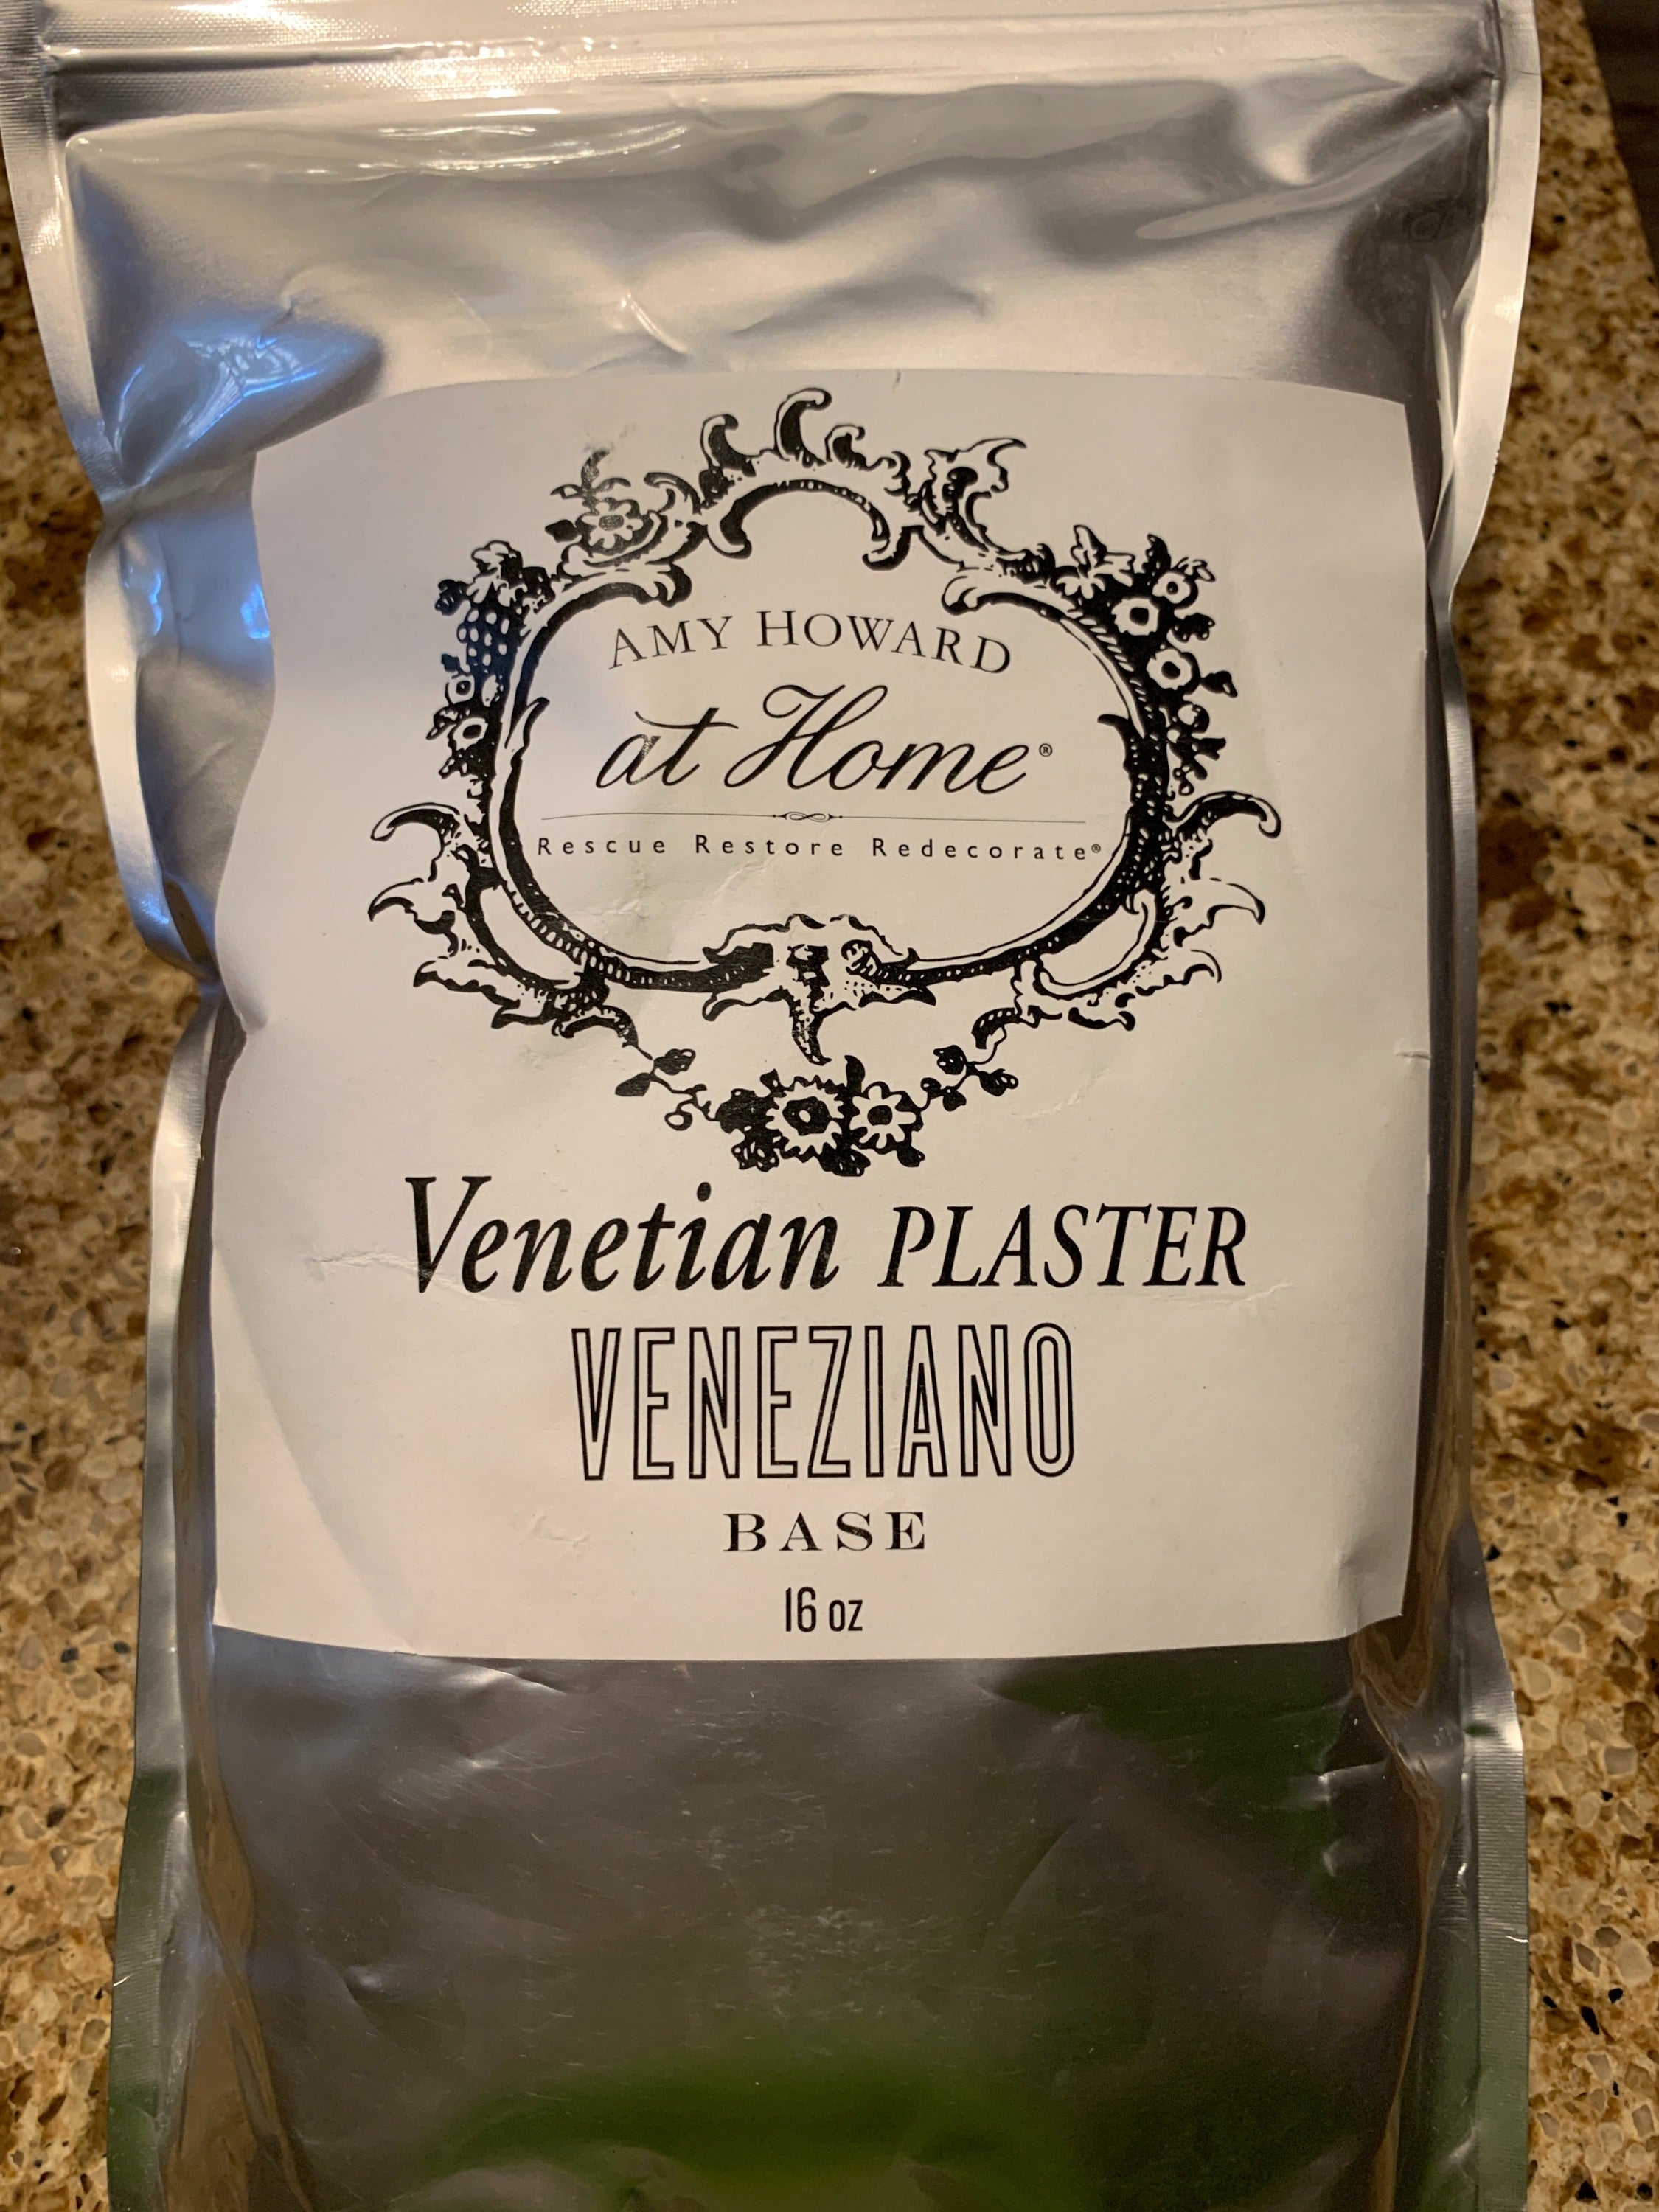 AMY HOWARD
at Home®
Rescue Restore Redecorate®
Venetian PLASTER
VENEZIANO
BASE
16 oz